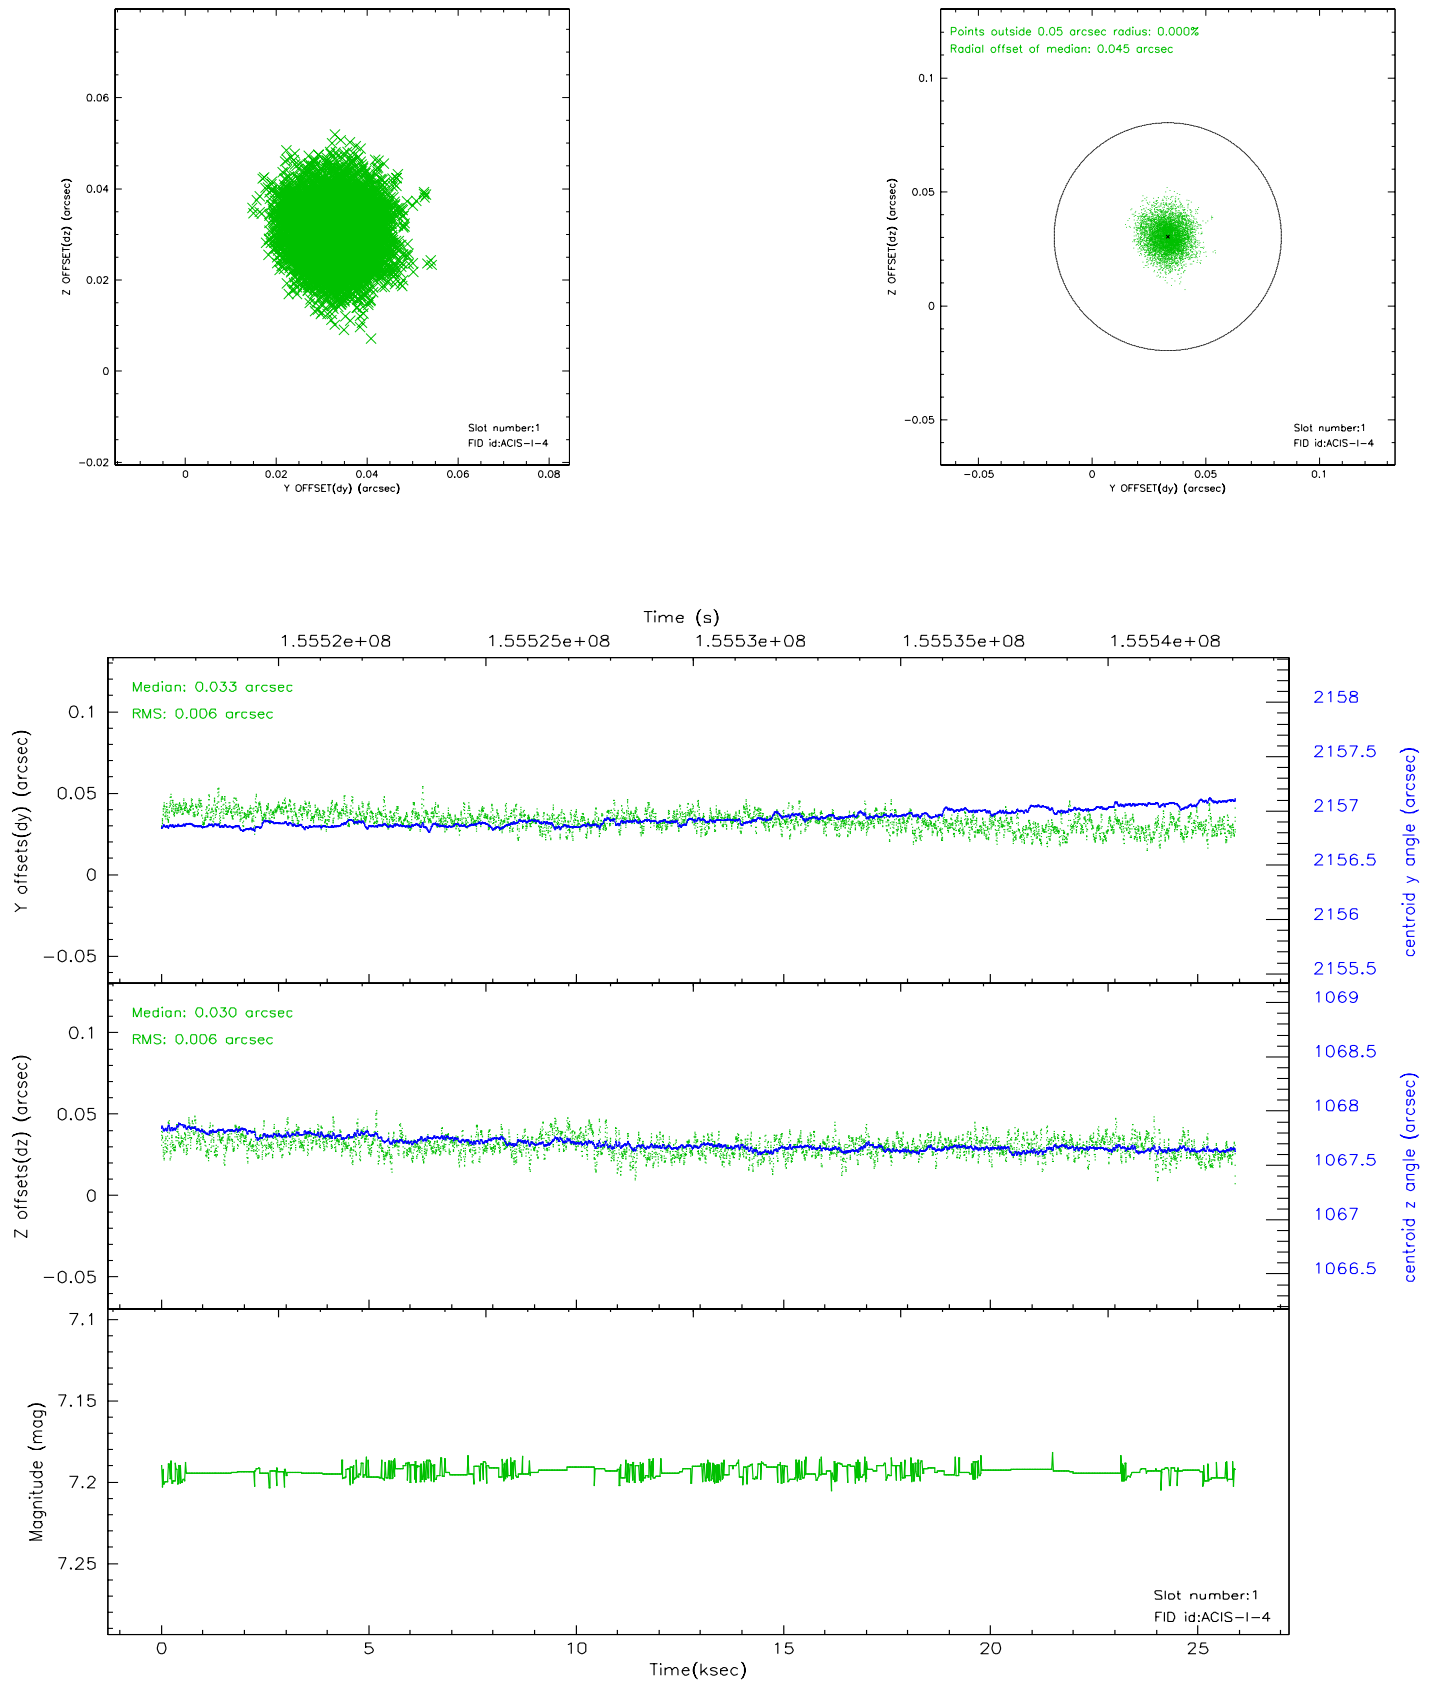 0.06
0.04
0.02
0
−0.02
Z OFFSET(dz) (arcsec)
Slot number:1
FID id:ACIS−I−4
0
0.02
0.04
0.06
0.08
Y OFFSET(dy) (arcsec)
Points outside 0.05 arcsec radius: 0.000%
Radial offset of median: 0.045 arcsec
0.1
0.05
0
−0.05
Z OFFSET(dz) (arcsec)
Slot number:1
FID id:ACIS−I−4
−0.05
0
0.05
0.1
Y OFFSET(dy) (arcsec)
Time (s)
1.5552e+08
1.55525e+08
1.5553e+08
1.55535e+08
1.5554e+08
Median: 0.033 arcsec
RMS: 0.006 arcsec
0.1
0.05
0
−0.05
Y offsets(dy) (arcsec)
2158
2157.5
2157
2156.5
2156
2155.5
centroid y angle (arcsec)
Median: 0.030 arcsec
RMS: 0.006 arcsec
0.1
0.05
0
−0.05
Z offsets(dz) (arcsec)
1069
1068.5
1068
1067.5
1067
1066.5
centroid z angle (arcsec)
7.1
7.15
7.2
7.25
Magnitude (mag)
Slot number:1
FID id:ACIS−I−4
0
5
10
15
20
25
Time(ksec)